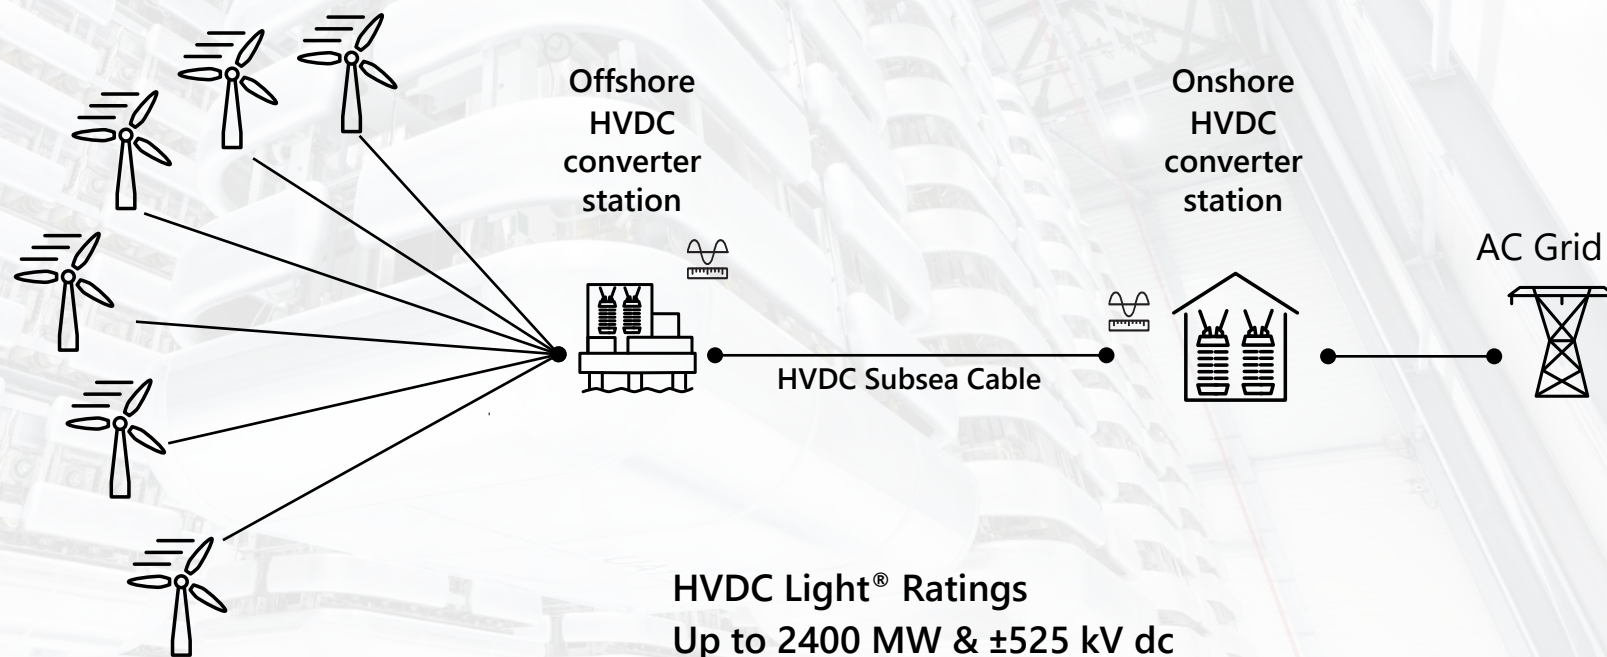 Offshore
HVDC
converter
station
Onshore
HVDC
converter
station
AC Grid
HVDC Subsea Cable
HVDC Light® Ratings
Up to 2400 MW & ±525 kV dc